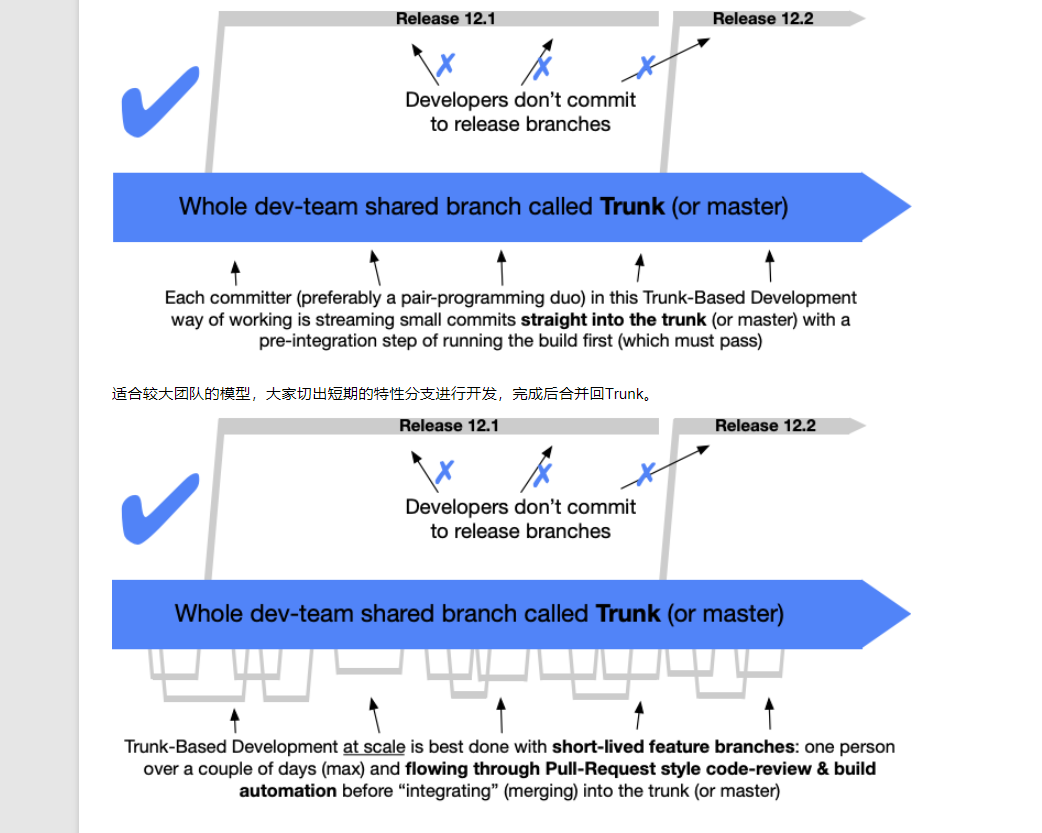 Release 12.1 Release 12.2
Developers don’t commit
to release branches
Whole dev-team shared branch called Trunk (or master)
Each committer (preferably a pair-programming duo) in this Trunk-Based Development
way of working is streaming small commits straight into the trunk (or master) with a
pre-integration step of running the build first (which must pass)
适合较大团队的模型，大家切出短期的特性分支进行开发，完成后合并回Trunk。
Release 12.1 Release 12.2
Developers don’t commit
to release branches
Whole dev-team shared branch called Trunk (or master)
Trunk-Based Development at scale is best done with short-lived feature branches: one person
over a couple of days (max) and flowing through Pull-Request style code-review & build
automation before “integrating” (merging) into the trunk (or master)